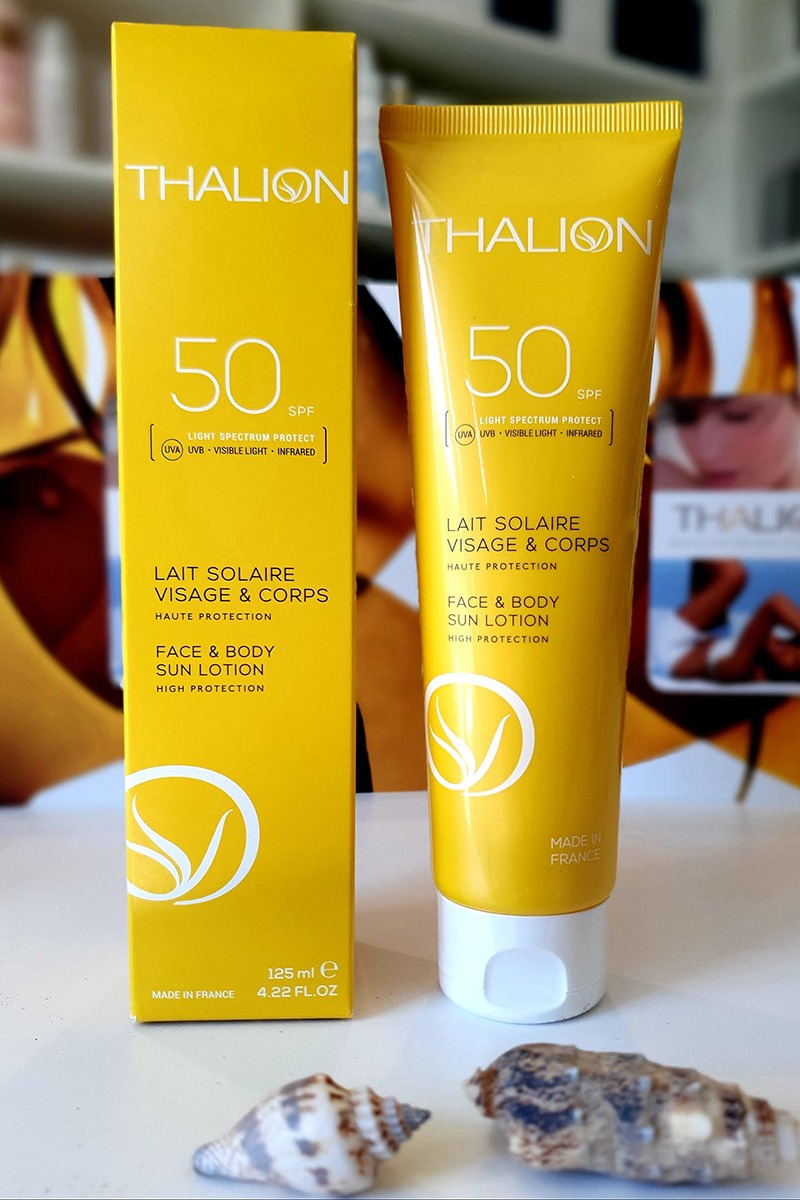 THALION
50 SPF
LIGHT SPECTRUM PROTECT
UVA UVB • VISIBLE LIGHT • INFRARED
LAIT SOLAIRE
VISAGE & CORPS
HAUTE PROTECTION
FACE & BODY
SUN LOTION
HIGH PROTECTION
125 ml ℮
MADE IN FRANCE 4.22 FL.OZ
THALION
50 SPF
LIGHT SPECTRUM PROTECT
UVA UVB • VISIBLE LIGHT • INFRARED
LAIT SOLAIRE
VISAGE & CORPS
HAUTE PROTECTION
FACE & BODY
SUN LOTION
HIGH PROTECTION
MADE IN
FRANCE